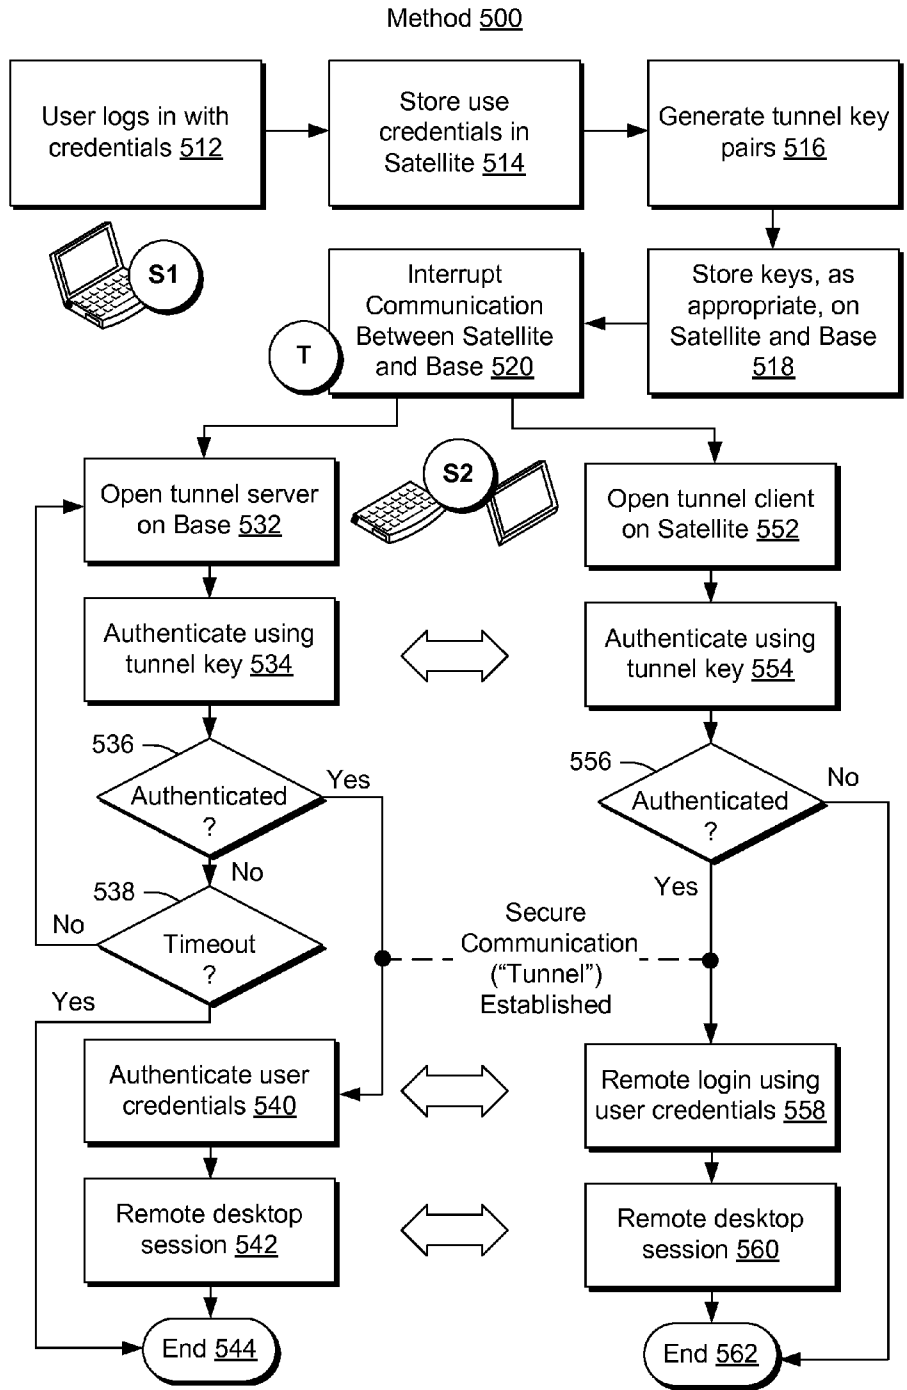 Method 500
User logs in with
credentials 512
Store use
credentials in
Satellite 514
Generate tunnel key
pairs 516
S1
Interrupt
Communication
Between Satellite
and Base 520
T
Store keys, as
appropriate, on
Satellite and Base
518
Open tunnel server
on Base 532
S2
Open tunnel client
on Satellite 552
Authenticate using
tunnel key 534
Authenticate using
tunnel key 554
536
Authenticated
?
Yes
No
556
Authenticated
?
No
Yes
538
Timeout
?
No
Yes
Secure
Communication
(“Tunnel”)
Established
Authenticate user
credentials 540
Remote login using
user credentials 558
Remote desktop
session 542
Remote desktop
session 560
End 544
End 562